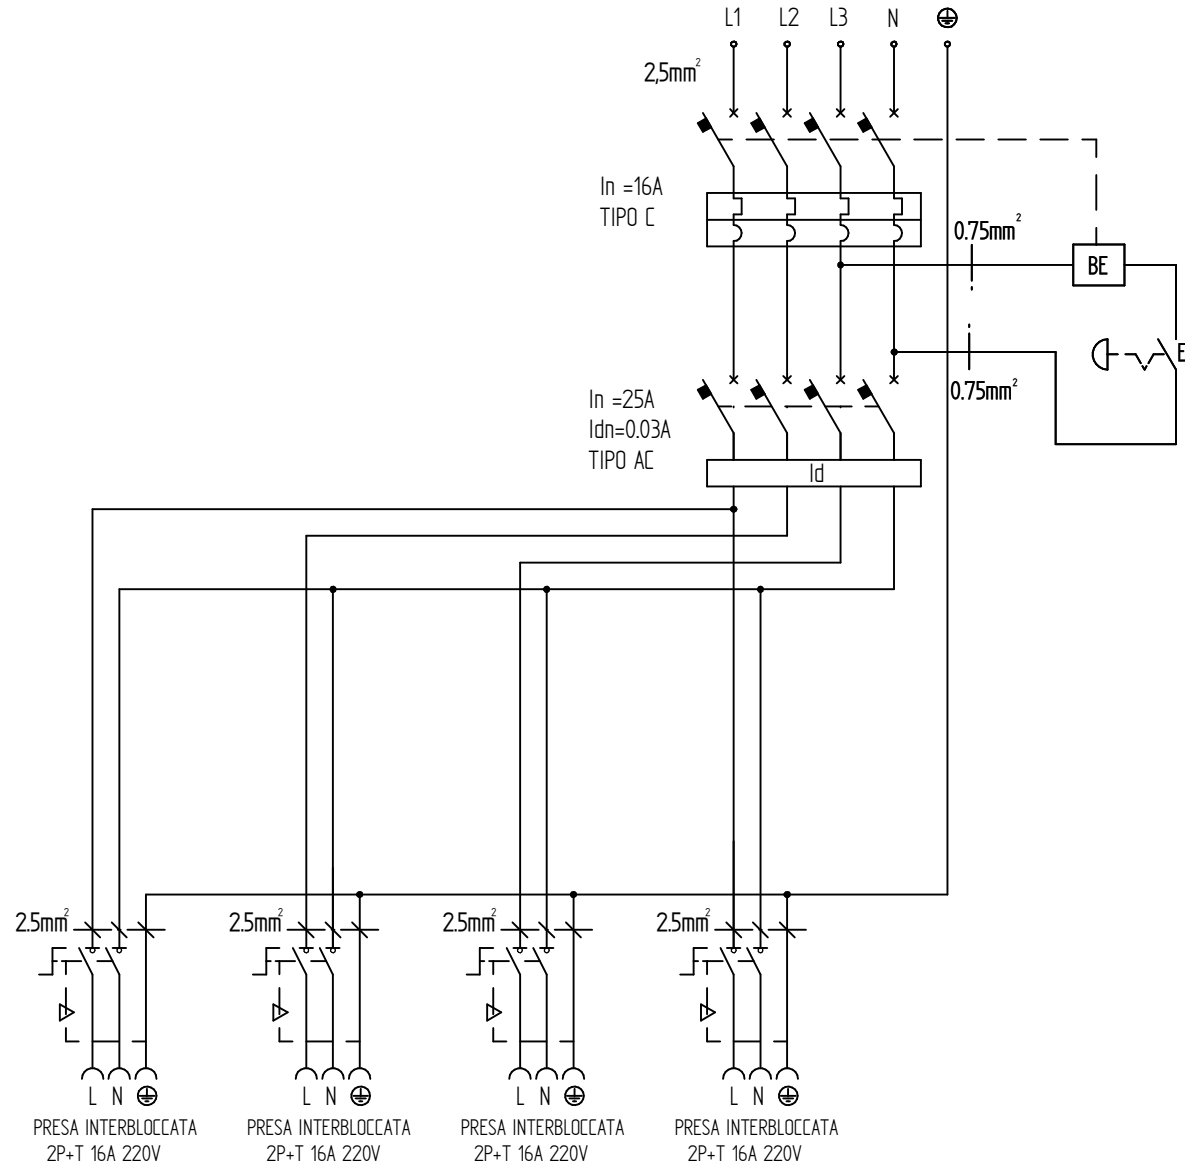 L1 L2 L3 N
2,5mm²
In =16A
TIPO C
0.75mm²
BE
E
0.75mm²
In =25A
Idn=0.03A
TIPO AC
Id
2.5mm² 2.5mm² 2.5mm² 2.5mm²
L N L N L N L N
PRESA INTERBLOCCATA
2P+T 16A 220V
PRESA INTERBLOCCATA
2P+T 16A 220V
PRESA INTERBLOCCATA
2P+T 16A 220V
PRESA INTERBLOCCATA
2P+T 16A 220V